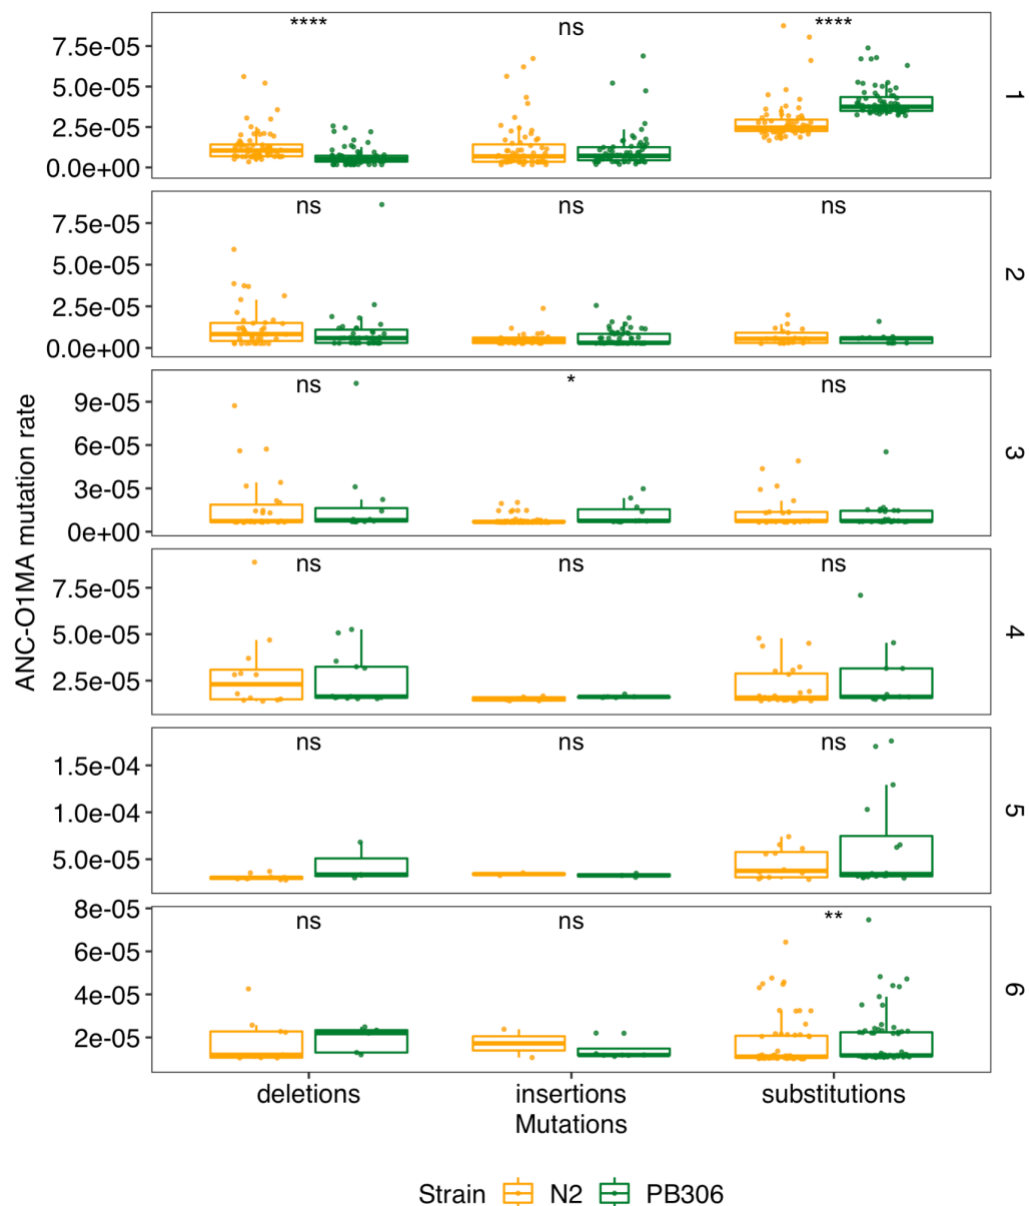 ANC-O1MA mutation rate
**** ns ****
7.5e-05
5.0e-05
2.5e-05
0.0e+00
1
ns ns ns
7.5e-05
5.0e-05
2.5e-05
0.0e+00
2
ns * ns
9e-05
6e-05
3e-05
0e+00
3
ns ns ns
7.5e-05
5.0e-05
2.5e-05
4
ns ns ns
1.5e-04
1.0e-04
5.0e-05
5
ns ns **
8e-05
6e-05
4e-05
2e-05
6
deletions insertions substitutions
Mutations
Strain N2 PB306